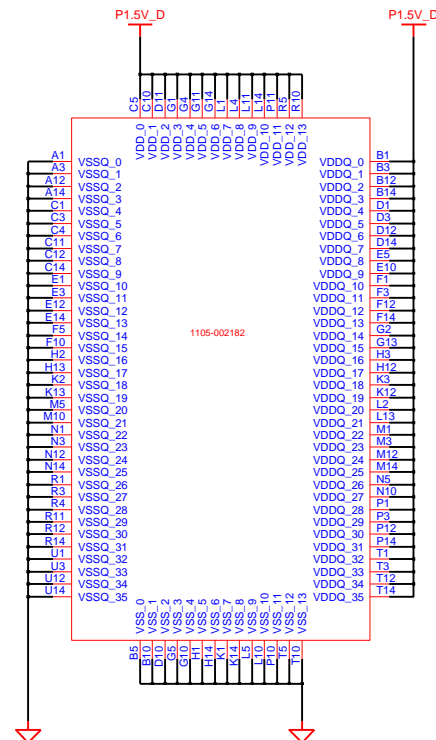 P1.5V_D P1.5V_D
C5 C10 D11 G1 G4 G11 G14 L1 L4 L11 L14 P11 R5 R10
VDD_0 VDD_1 VDD_2 VDD_3 VDD_4 VDD_5 VDD_6 VDD_7 VDD_8 VDD_9 VDD_10 VDD_11 VDD_12 VDD_13
A1 VSSQ_0 VDDQ_0 B1
A3 VSSQ_1 VDDQ_1 B3
A12 VSSQ_2 VDDQ_2 B12
A14 VSSQ_3 VDDQ_3 B14
C1 VSSQ_4 VDDQ_4 D1
C3 VSSQ_5 VDDQ_5 D3
C4 VSSQ_6 VDDQ_6 D12
C11 VSSQ_7 VDDQ_7 D14
C12 VSSQ_8 VDDQ_8 E5
C14 VSSQ_9 VDDQ_9 E10
E1 VSSQ_10 VDDQ_10 F1
E3 VSSQ_11 VDDQ_11 F3
E12 VSSQ_12 VDDQ_12 F12
E14 VSSQ_13 VDDQ_13 F14
F5 VSSQ_14 1105-002182 VDDQ_14 G2
F10 VSSQ_15 VDDQ_15 G13
H2 VSSQ_16 VDDQ_16 H3
H13 VSSQ_17 VDDQ_17 H12
K2 VSSQ_18 VDDQ_18 K3
K13 VSSQ_19 VDDQ_19 K12
M5 VSSQ_20 VDDQ_20 L2
M10 VSSQ_21 VDDQ_21 L13
N1 VSSQ_22 VDDQ_22 M1
N3 VSSQ_23 VDDQ_23 M3
N12 VSSQ_24 VDDQ_24 M12
N14 VSSQ_25 VDDQ_25 M14
R1 VSSQ_26 VDDQ_26 N5
R3 VSSQ_27 VDDQ_27 N10
R4 VSSQ_28 VDDQ_28 P1
R11 VSSQ_29 VDDQ_29 P3
R12 VSSQ_30 VDDQ_30 P12
R14 VSSQ_31 VDDQ_31 P14
U1 VSSQ_32 VDDQ_32 T1
U3 VSSQ_33 VDDQ_33 T3
U12 VSSQ_34 VDDQ_34 T12
U14 VSSQ_35 VDDQ_35 T14
VSS_0 VSS_1 VSS_2 VSS_3 VSS_4 VSS_5 VSS_6 VSS_7 VSS_8 VSS_9 VSS_10 VSS_11 VSS_12 VSS_13
B5 B10 D10 G5 G10 H1 H14 K1 K14 L5 L10 P10 T5 T10